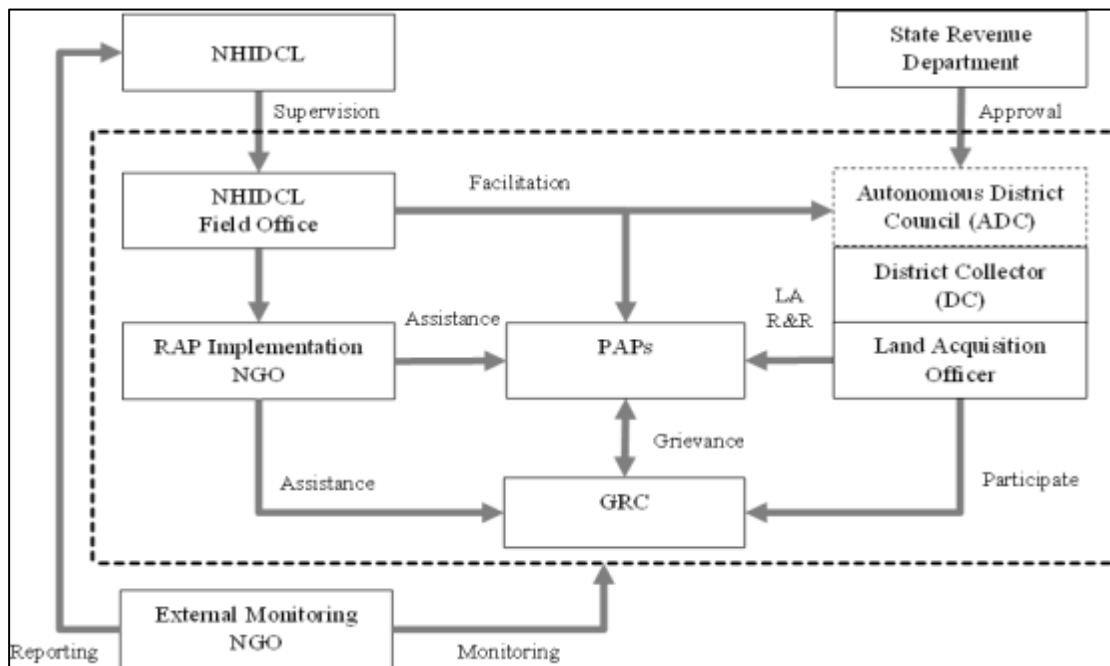 NHIDCL
State Revenue
Department
Supervision
Approval
NHIDCL
Field Office
Facilitation
Autonomous District
Council (ADC)
District Collector
(DC)
LA
R&R
RAP Implementation
NGO
Assistance
PAPs
Land Acquisition
Officer
Grievance
Assistance
GRC
Participate
External Monitoring
NGO
Reporting
Monitoring